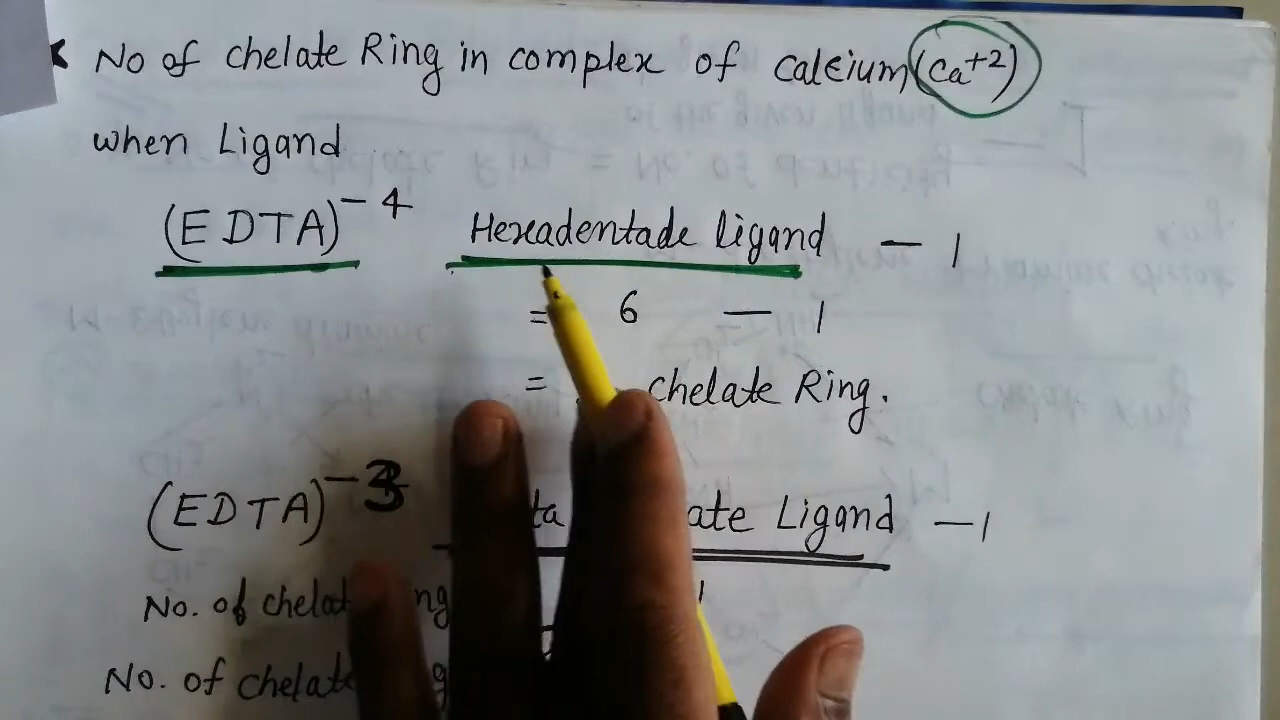 No of chelate Ring in complex of calcium (Ca+2)
when Ligand
(EDTA)-4 Hexadentade ligand - 1
= 6 - 1
= chelate Ring.
(EDTA)-3 ate Ligand - 1
No. of chelat
No. of chelate